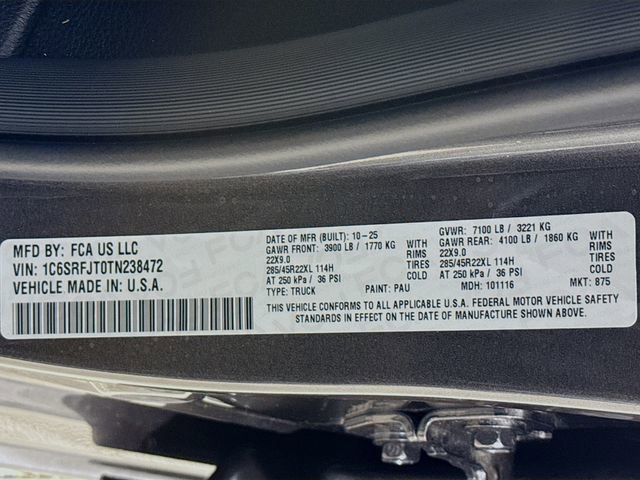 MFD BY: FCA US LLC
VIN: 1C6SRFJT0TN238472
VEHICLE MADE IN: U.S.A.
DATE OF MFR (BUILT): 10-25
GAWR FRONT: 3900 LB / 1770 KG
22X9.0 RIMS
285/45R22XL 114H TIRES
AT 250 kPa / 36 PSI COLD
TYPE: TRUCK PAINT: PAU
GVWR: 7100 LB / 3221 KG
GAWR REAR: 4100 LB / 1860 KG
22X9.0 RIMS
285/45R22XL 114H TIRES
AT 250 kPa / 36 PSI COLD
MDH: 101116 MKT: 875
THIS VEHICLE CONFORMS TO ALL APPLICABLE U.S.A. FEDERAL MOTOR VEHICLE SAFETY
STANDARDS IN EFFECT ON THE DATE OF MANUFACTURE SHOWN ABOVE.